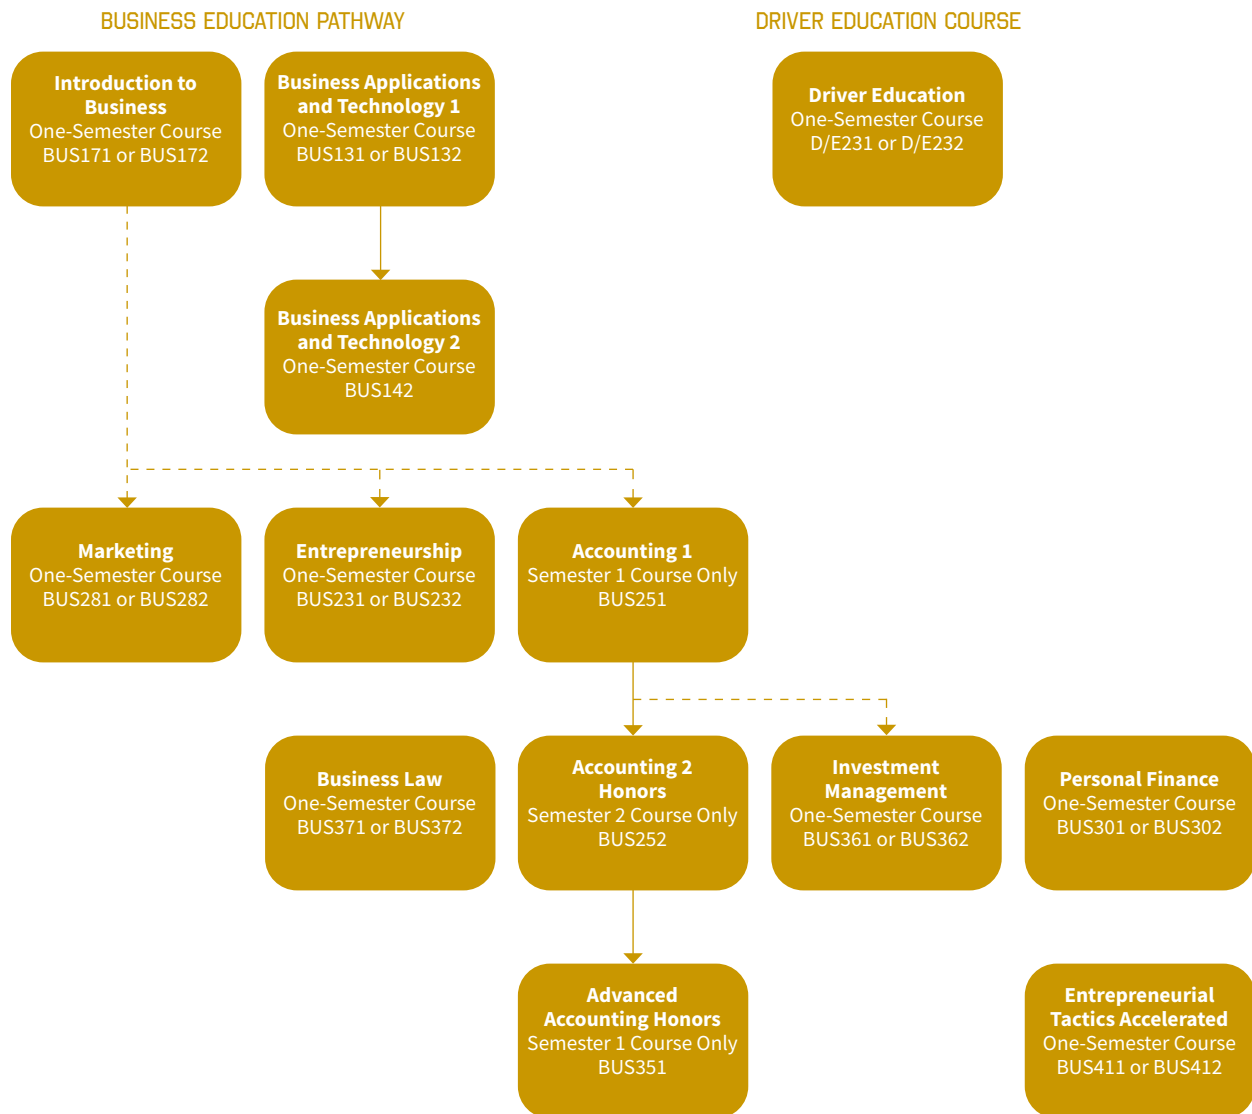 BUSINESS EDUCATION PATHWAY
DRIVER EDUCATION COURSE
Introduction to
Business
One-Semester Course
BUS171 or BUS172
Business Applications
and Technology 1
One-Semester Course
BUS131 or BUS132
Driver Education
One-Semester Course
D/E231 or D/E232
Business Applications
and Technology 2
One-Semester Course
BUS142
Marketing
One-Semester Course
BUS281 or BUS282
Entrepreneurship
One-Semester Course
BUS231 or BUS232
Accounting 1
Semester 1 Course Only
BUS251
Business Law
One-Semester Course
BUS371 or BUS372
Accounting 2
Honors
Semester 2 Course Only
BUS252
Investment
Management
One-Semester Course
BUS361 or BUS362
Personal Finance
One-Semester Course
BUS301 or BUS302
Advanced
Accounting Honors
Semester 1 Course Only
BUS351
Entrepreneurial
Tactics Accelerated
One-Semester Course
BUS411 or BUS412